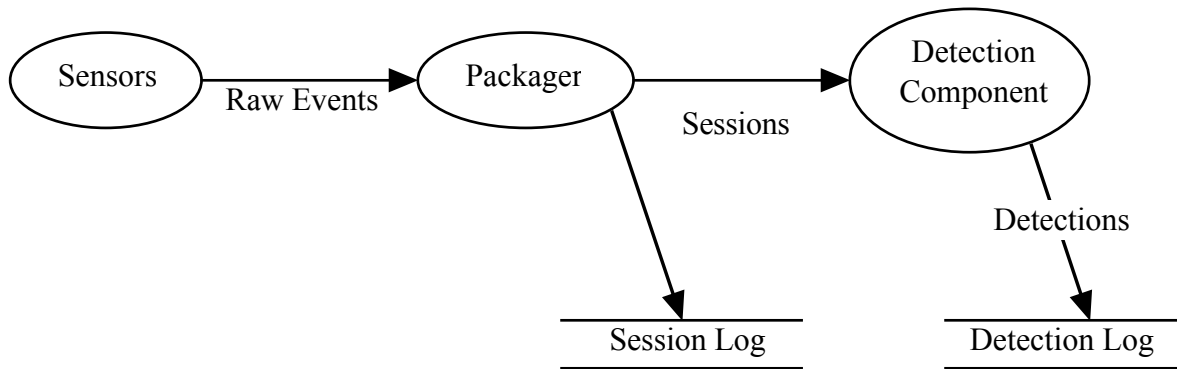 Sensors
Raw Events
Packager
Sessions
Detection
Component
Detections
Session Log
Detection Log